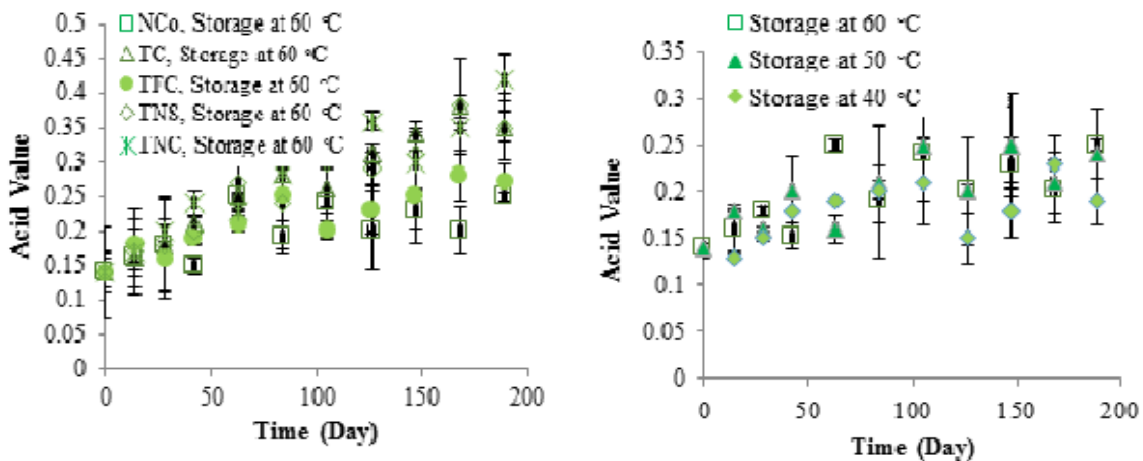 0.5
0.45
0.4
0.35
0.3
0.25
0.2
0.15
0.1
0.05
0
Acid Value
NCo, Storage at 60 °C
TC, Storage at 60 °C
TFC, Storage at 60 °C
TNS, Storage at 60 °C
TNC, Storage at 60 °C
0 50 100 150 200
Time (Day)
0.35
0.3
0.25
0.2
0.15
0.1
0.05
0
Acid Value
Storage at 60 °C
Storage at 50 °C
Storage at 40 °C
0 50 100 150 200
Time (Day)